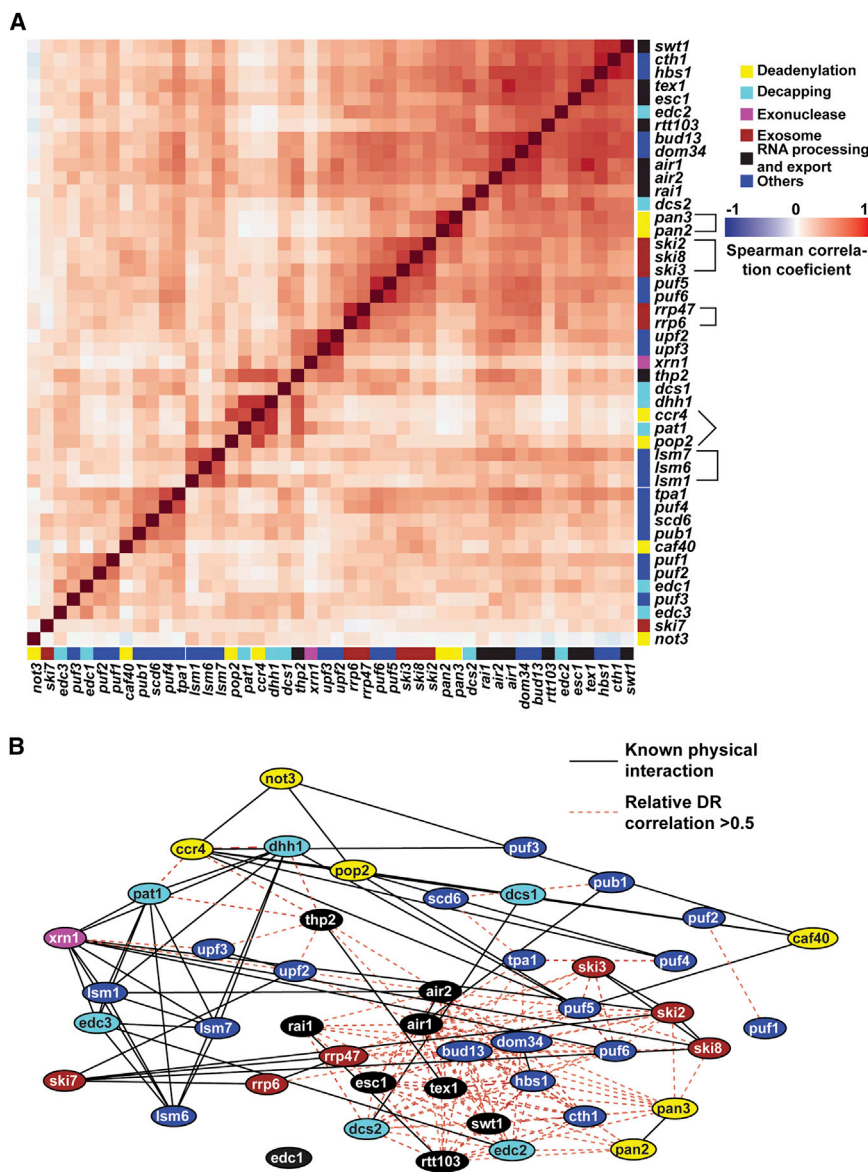 A
swt1
cth1
hbs1
tex1
esc1
edc2
rtt103
bud13
dom34
air1
air2
rai1
dcs2
pan3
pan2
ski2
ski8
ski3
puf5
puf6
rrp47
rrp6
upf2
upf3
xrn1
thp2
dcs1
dhh1
ccr4
pat1
pop2
lsm7
lsm6
lsm1
tpa1
puf4
scd6
pub1
caf40
puf1
puf2
edc1
puf3
edc3
ski7
not3
Deadenylation
Decapping
Exonuclease
Exosome
RNA processing
and export
Others
-1 0 1
Spearman correla-
tion coeficient
not3 ski7 edc3 puf3 edc1 puf2 puf1 caf40 pub1 scd6 puf4 tpa1 lsm1 lsm6 lsm7 pop2 pat1 ccr4 dhh1 dcs1 thp2 xrn1 upf3 upf2 rrp6 rrp47 puf6 puf5 ski3 ski8 ski2 pan2 pan3 dcs2 rai1 air2 air1 dom34 bud13 rtt103 edc2 esc1 tex1 hbs1 cth1 swt1
B
Known physical
interaction
Relative DR
correlation >0.5
not3
ccr4 dhh1 puf3
pop2
pat1 scd6 dcs1 pub1
thp2 puf2
xrn1 upf3 caf40
upf2 tpa1 ski3 puf4
lsm1 air2
edc3 lsm7 rai1 air1 puf5 ski2 puf1
rrp47 bud13 dom34 puf6 ski8
ski7 rrp6 esc1 tex1 hbs1
lsm6 dcs2 swt1 cth1 pan3
edc1 rtt103 edc2 pan2